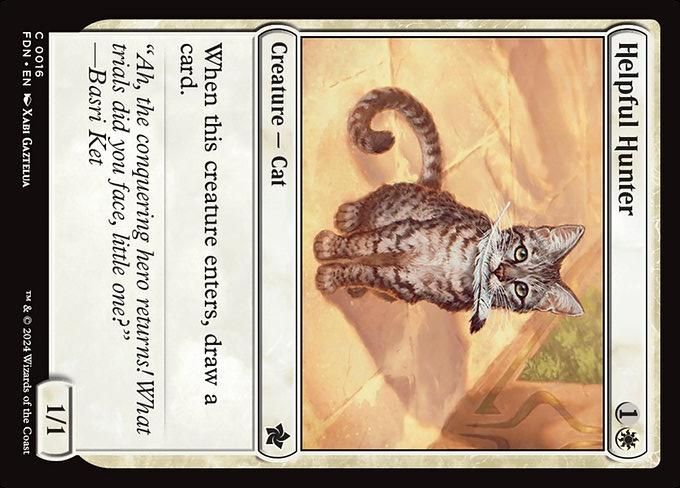 Helpful Hunter
1
Creature — Cat
When this creature enters, draw a
card.
“Ah, the conquering hero returns! What
trials did you face, little one?”
—Basri Ket
1/1
C 0016
FDN • EN XABI GAZTELUA
™ & © 2024 Wizards of the Coast